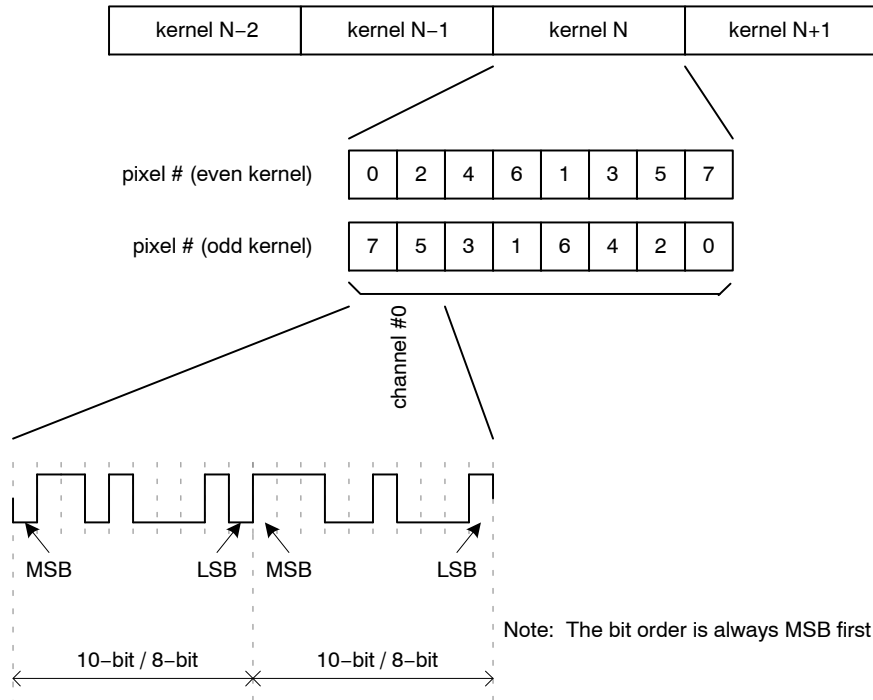 kernel N−2 kernel N−1 kernel N kernel N+1
pixel # (even kernel) 0 2 4 6 1 3 5 7
pixel # (odd kernel) 7 5 3 1 6 4 2 0
channel #0
MSB LSB MSB LSB
Note: The bit order is always MSB first
10−bit / 8−bit 10−bit / 8−bit